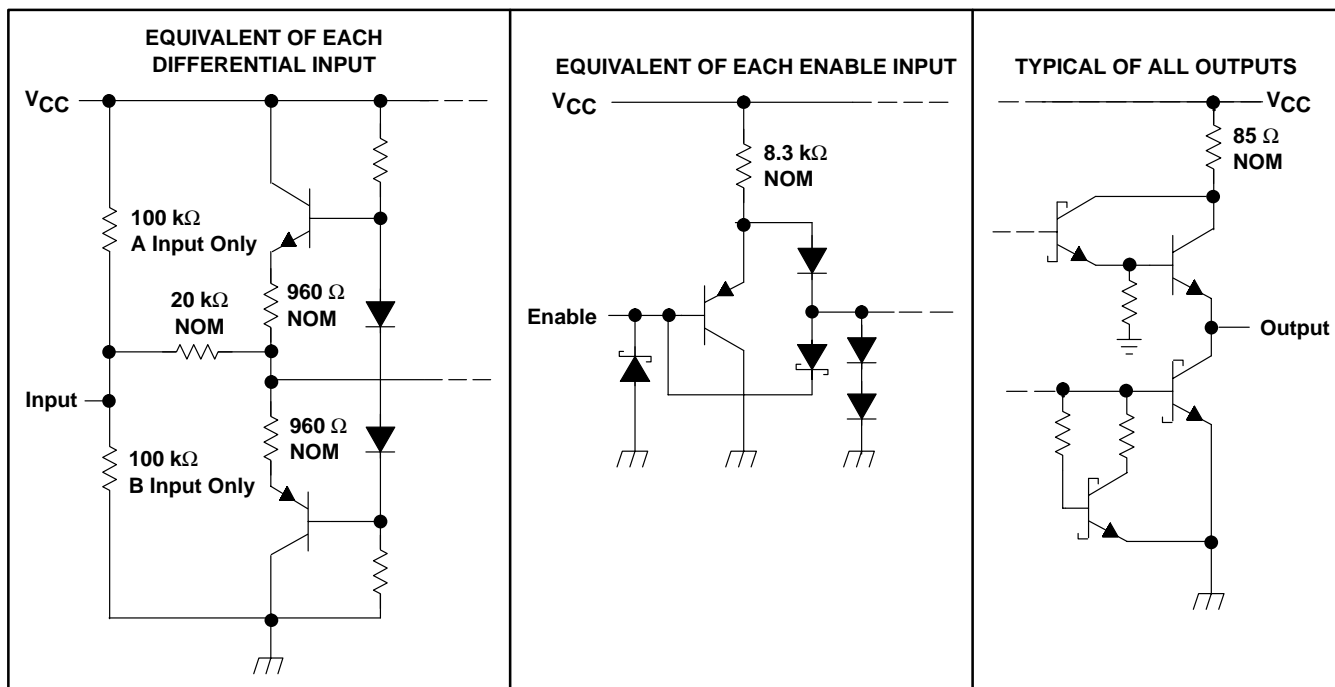 EQUIVALENT OF EACH
DIFFERENTIAL INPUT
VCC
100 kΩ
A Input Only
20 kΩ
NOM
960 Ω
NOM
Input
960 Ω
NOM
100 kΩ
B Input Only
EQUIVALENT OF EACH ENABLE INPUT
VCC
8.3 kΩ
NOM
Enable
TYPICAL OF ALL OUTPUTS
VCC
85 Ω
NOM
Output